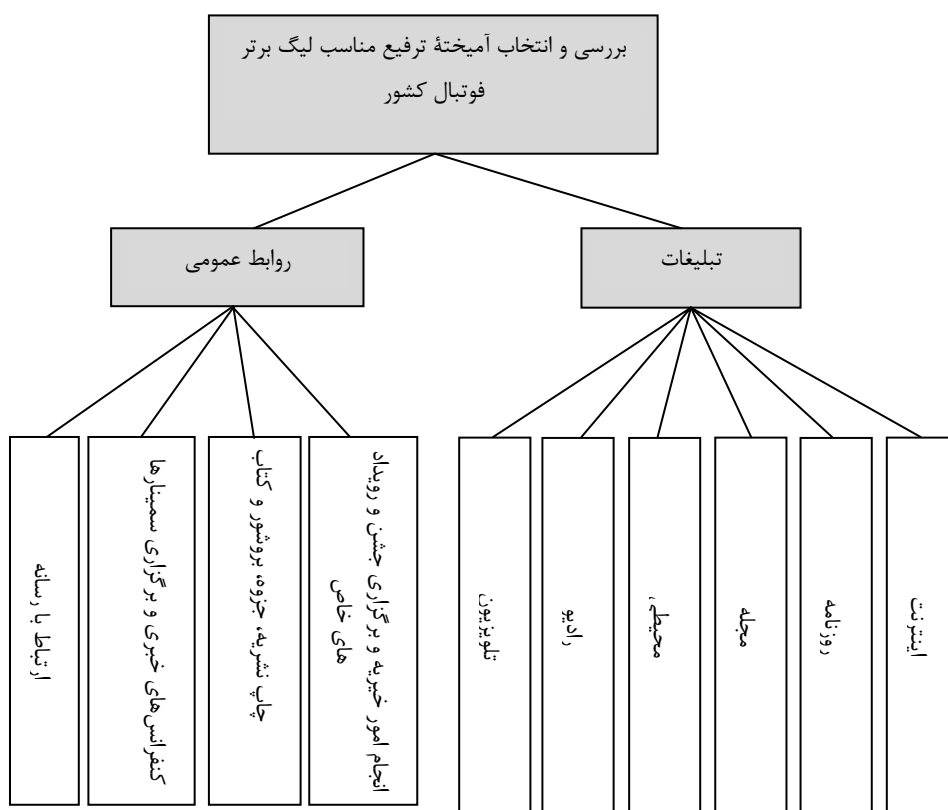 بررسی و انتخاب آمیختهٔ ترفیع مناسب لیگ برتر
فوتبال کشور
تبلیغات
روابط عمومی
اینترنت
روزنامه
مجله
محیطی
رادیو
تلویزیون
انجام امور خیریه و برگزاری جشن و رویداد
های خاص
چاپ نشریه، جزوه، بروشور و کتاب
کنفرانس‌های خبری و برگزاری سمینارها
ارتباط با رسانه